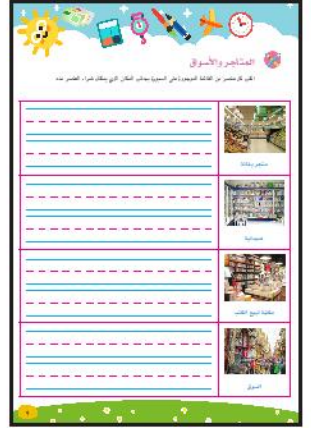 المتاجر والأسواق
اكتب كل عنصر من القائمة الموجودة على السبورة بجانب المكان الذي يمكنك شراء العنصر منه
متجر بقالة
صيدلية
مكتبة لبيع الكتب
السوق